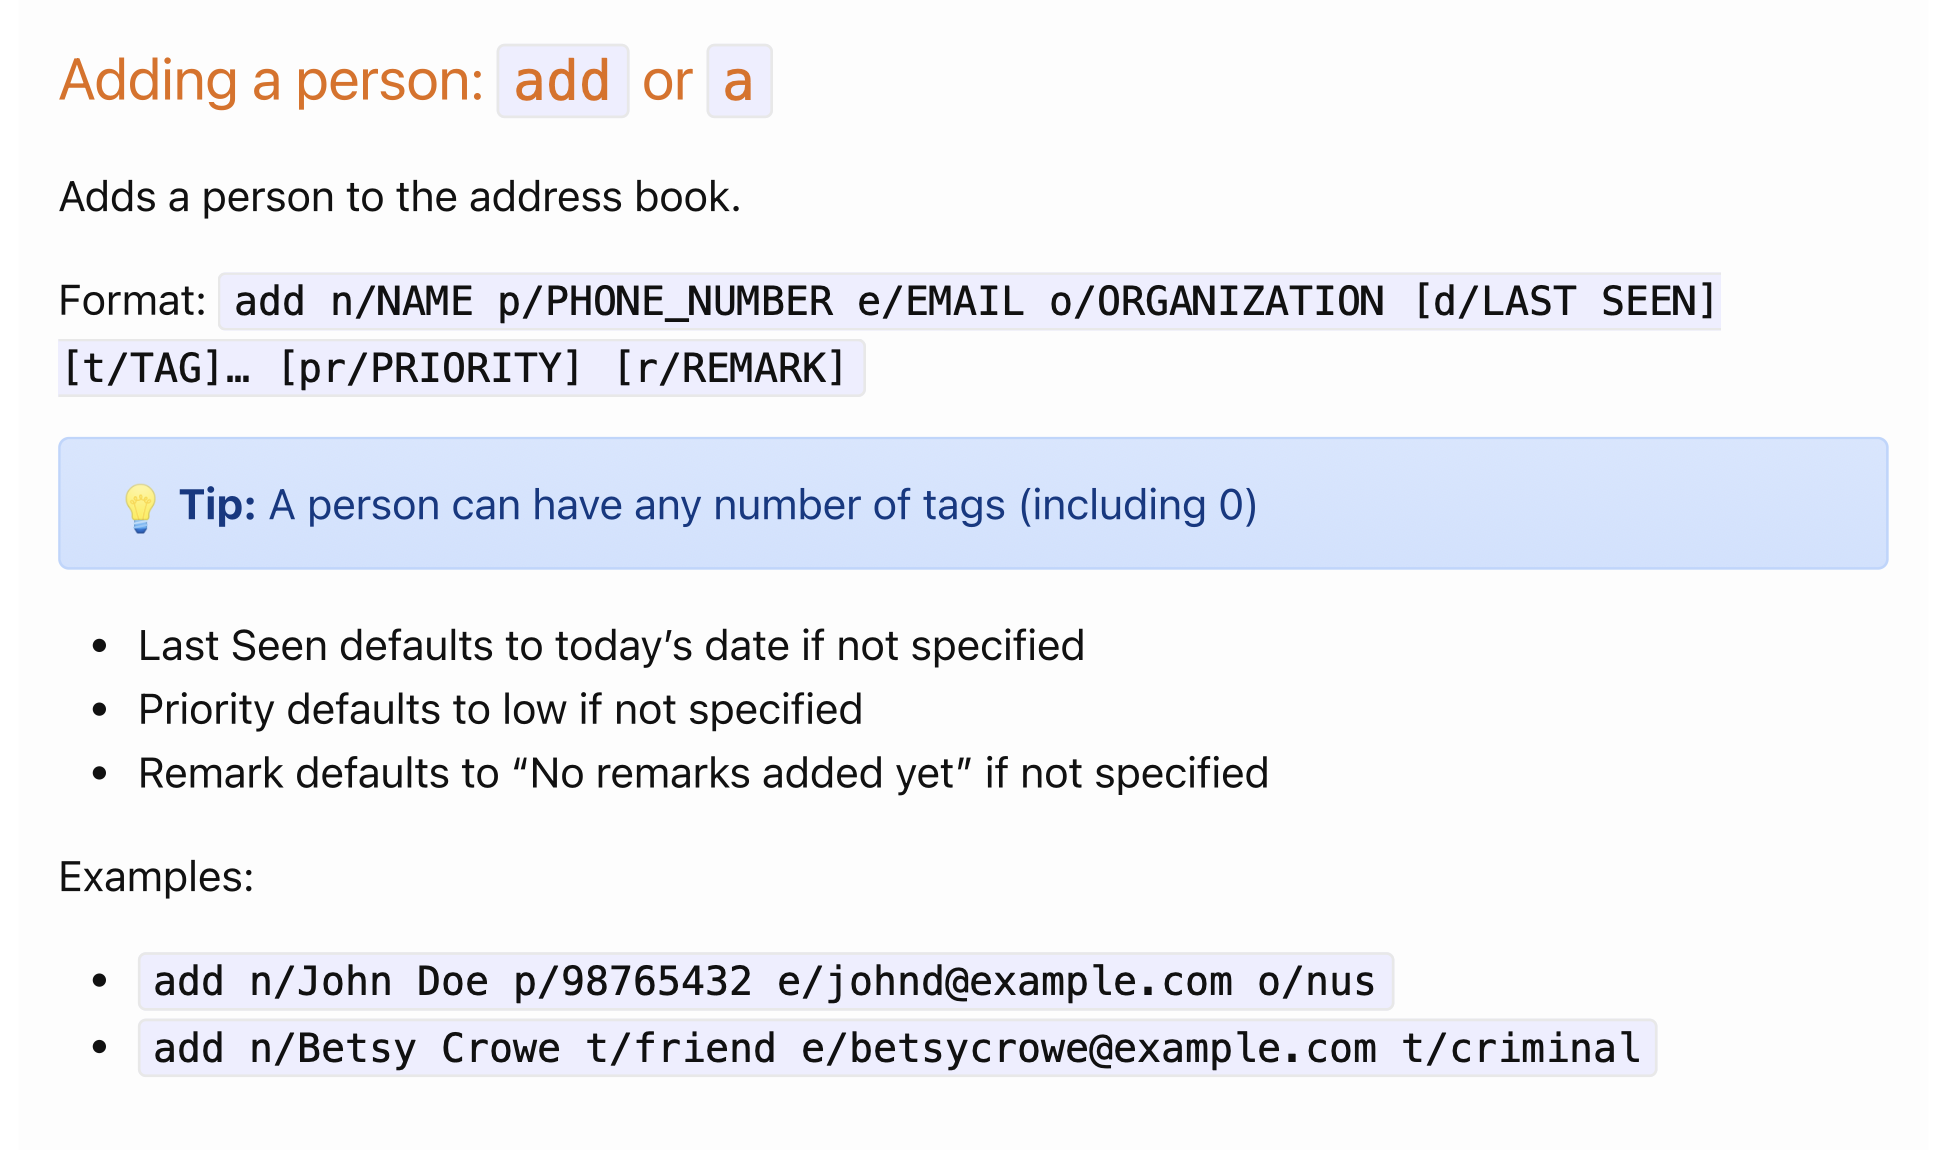 Adding a person: add or a
Adds a person to the address book.
Format: add n/NAME p/PHONE_NUMBER e/EMAIL o/ORGANIZATION [d/LAST SEEN]
[t/TAG]… [pr/PRIORITY] [r/REMARK]
💡 Tip: A person can have any number of tags (including 0)
• Last Seen defaults to today’s date if not specified
• Priority defaults to low if not specified
• Remark defaults to “No remarks added yet” if not specified
Examples:
• add n/John Doe p/98765432 e/johnd@example.com o/nus
• add n/Betsy Crowe t/friend e/betsycrowe@example.com t/criminal